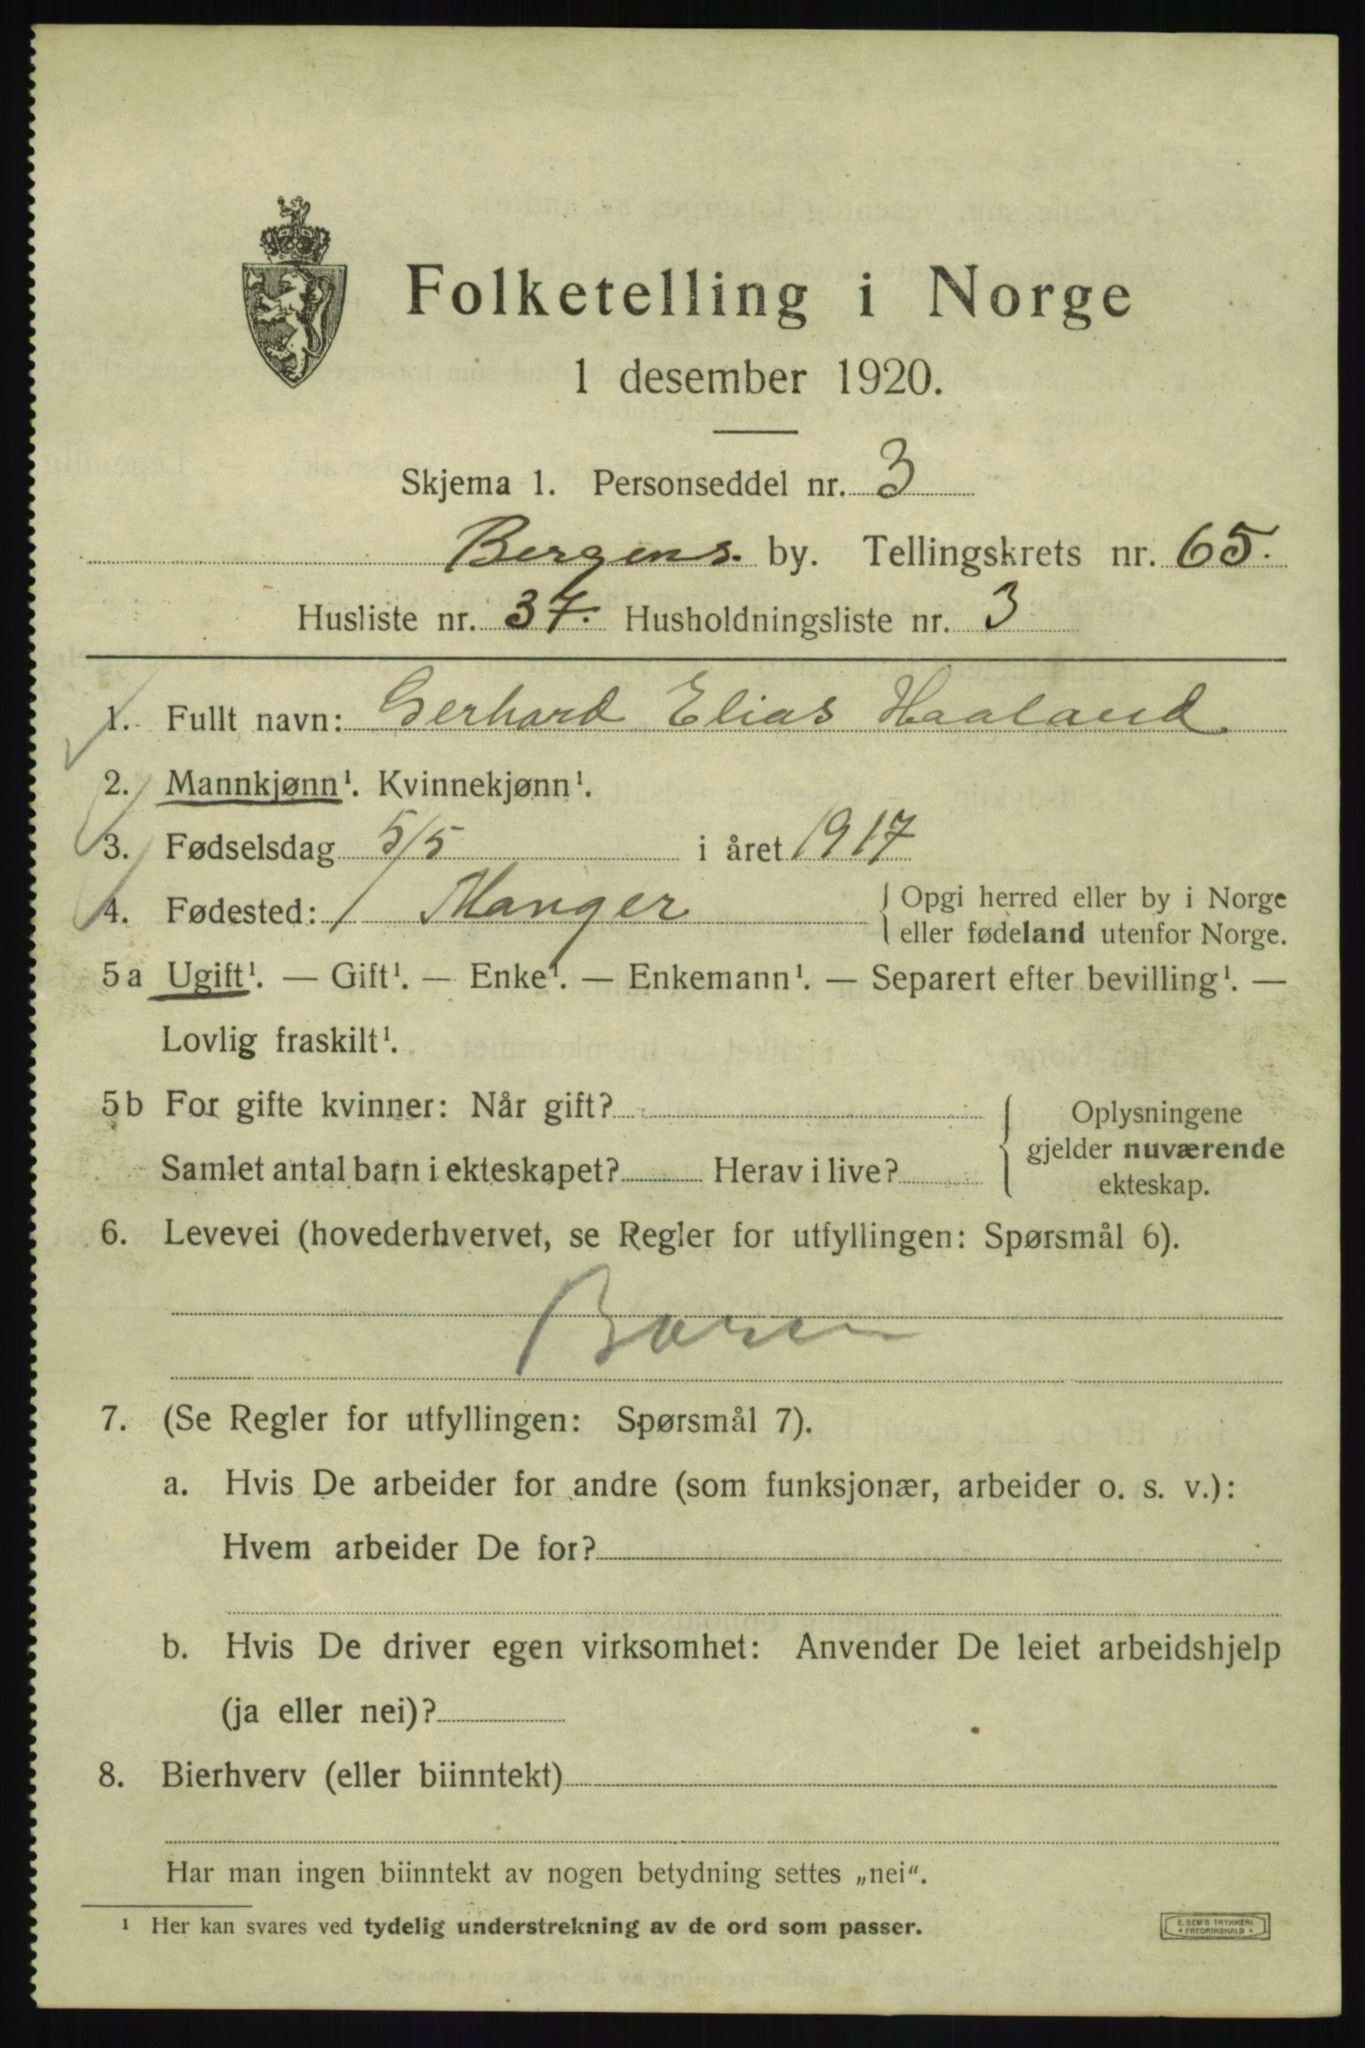 Folketelling i Norge
1 desember 1920.
Skjema 1. Personseddel nr. 3
Bergens. by. Tellingskrets nr. 65.
Husliste nr. 37. Husholdningsliste nr. 3
1. Fullt navn: Gerhard Elias Haaland
2. Mannkjønn¹. Kvinnekjønn¹.
3. Fødselsdag 5/5 i året 1917
4. Fødested: Manger { Opgi herred eller by i Norge
eller fødeland utenfor Norge.
5 a Ugift¹. — Gift¹. — Enke¹. — Enkemann¹. — Separert efter bevilling¹. —
Lovlig fraskilt¹.
5 b For gifte kvinner: Når gift?
Samlet antal barn i ekteskapet? Herav i live?
{ Oplysningene
gjelder nuværende
ekteskap.
6. Levevei (hovederhvervet, se Regler for utfyllingen: Spørsmål 6).
Barn
7. (Se Regler for utfyllingen: Spørsmål 7).
a. Hvis De arbeider for andre (som funksjonær, arbeider o. s. v.):
Hvem arbeider De for?
b. Hvis De driver egen virksomhet: Anvender De leiet arbeidshjelp
(ja eller nei)?
8. Bierhverv (eller biinntekt)
Har man ingen biinntekt av nogen betydning settes „nei“.
¹ Her kan svares ved tydelig understrekning av de ord som passer.
E. SEM'S TRYKKERI
* FREDRIKSHALD *